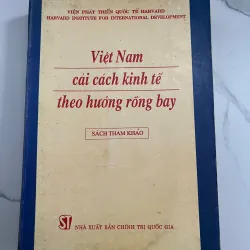 VIỆN PHÁT TRIỂN QUỐC TẾ HARVARD
HARVARD INSTITUTE FOR INTERNATIONAL DEVELOPMENT
Việt Nam
cải cách kinh tế
theo hướng rồng bay
SÁCH THAM KHẢO
ST NHÀ XUẤT BẢN CHÍNH TRỊ QUỐC GIA